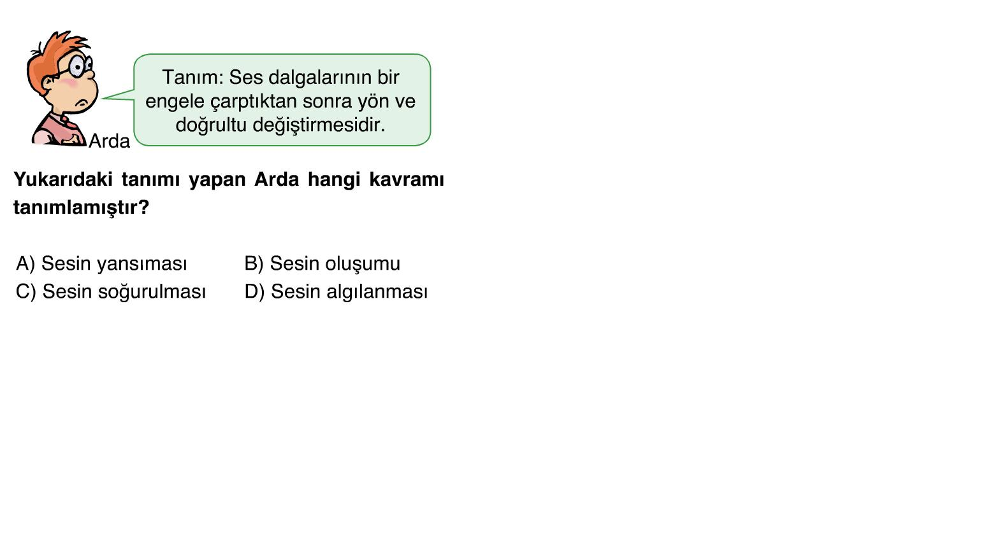 Tanım: Ses dalgalarının bir
engele çarptıktan sonra yön ve
doğrultu değiştirmesidir.
Arda
Yukarıdaki tanımı yapan Arda hangi kavramı
tanımlamıştır?
A) Sesin yansıması B) Sesin oluşumu
C) Sesin soğurulması D) Sesin algılanması